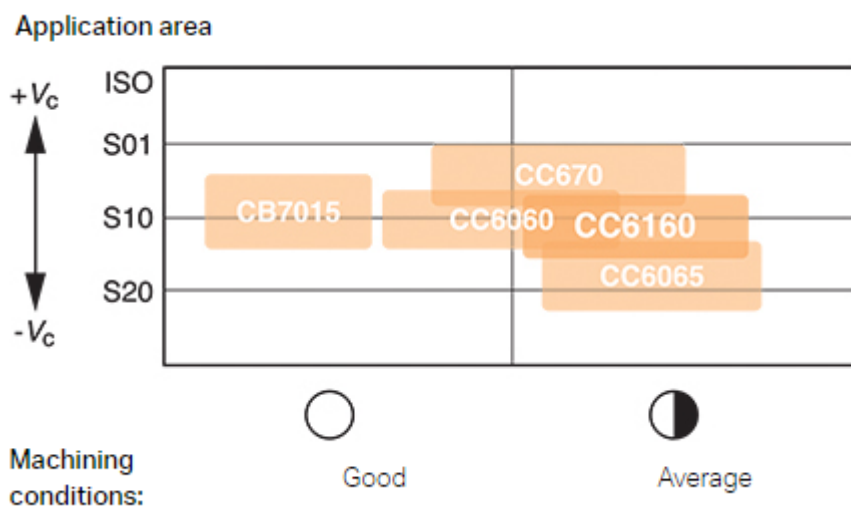 Application area
ISO
+Vc
S01
CC670
CB7015
S10
CC6060
CC6160
CC6065
S20
-Vc
Good
Average
Machining
conditions: